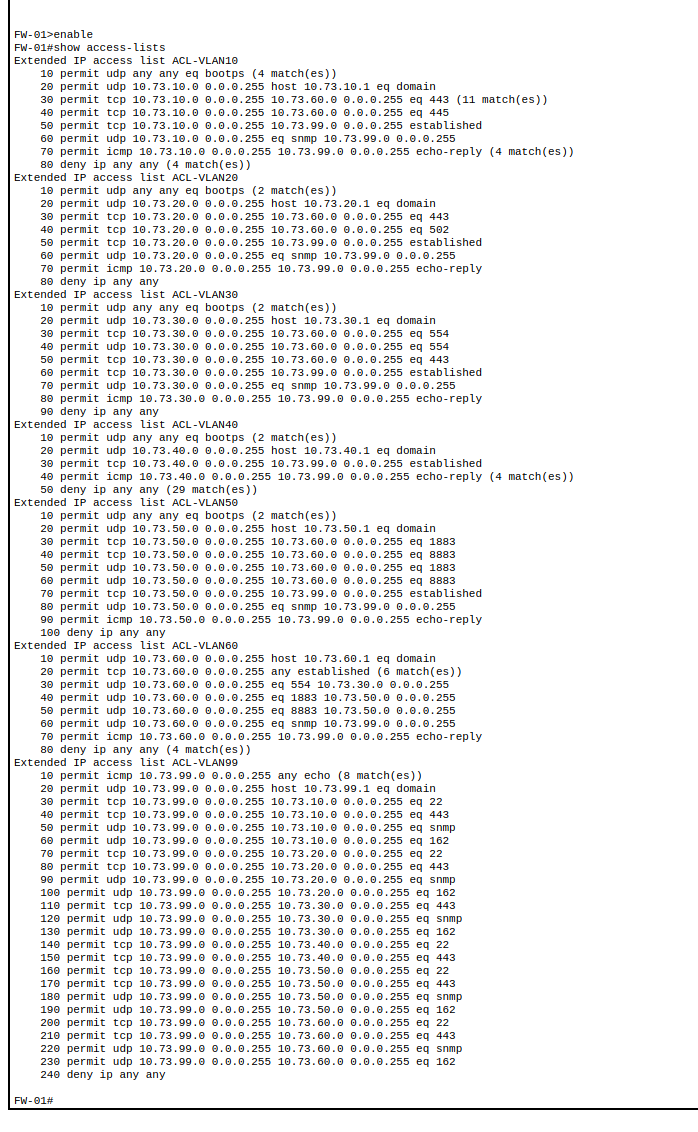 FW-01>enable
FW-01#show access-lists
Extended IP access list ACL-VLAN10
    10 permit udp any any eq bootps (4 match(es))
    20 permit udp 10.73.10.0 0.0.0.255 host 10.73.10.1 eq domain
    30 permit tcp 10.73.10.0 0.0.0.255 10.73.60.0 0.0.0.255 eq 443 (11 match(es))
    40 permit tcp 10.73.10.0 0.0.0.255 10.73.60.0 0.0.0.255 eq 445
    50 permit tcp 10.73.10.0 0.0.0.255 10.73.99.0 0.0.0.255 established
    60 permit udp 10.73.10.0 0.0.0.255 eq snmp 10.73.99.0 0.0.0.255
    70 permit icmp 10.73.10.0 0.0.0.255 10.73.99.0 0.0.0.255 echo-reply (4 match(es))
    80 deny ip any any (4 match(es))
Extended IP access list ACL-VLAN20
    10 permit udp any any eq bootps (2 match(es))
    20 permit udp 10.73.20.0 0.0.0.255 host 10.73.20.1 eq domain
    30 permit tcp 10.73.20.0 0.0.0.255 10.73.60.0 0.0.0.255 eq 443
    40 permit tcp 10.73.20.0 0.0.0.255 10.73.60.0 0.0.0.255 eq 502
    50 permit tcp 10.73.20.0 0.0.0.255 10.73.99.0 0.0.0.255 established
    60 permit udp 10.73.20.0 0.0.0.255 eq snmp 10.73.99.0 0.0.0.255
    70 permit icmp 10.73.20.0 0.0.0.255 10.73.99.0 0.0.0.255 echo-reply
    80 deny ip any any
Extended IP access list ACL-VLAN30
    10 permit udp any any eq bootps (2 match(es))
    20 permit udp 10.73.30.0 0.0.0.255 host 10.73.30.1 eq domain
    30 permit tcp 10.73.30.0 0.0.0.255 10.73.60.0 0.0.0.255 eq 554
    40 permit udp 10.73.30.0 0.0.0.255 10.73.60.0 0.0.0.255 eq 554
    50 permit tcp 10.73.30.0 0.0.0.255 10.73.60.0 0.0.0.255 eq 443
    60 permit tcp 10.73.30.0 0.0.0.255 10.73.99.0 0.0.0.255 established
    70 permit udp 10.73.30.0 0.0.0.255 eq snmp 10.73.99.0 0.0.0.255
    80 permit icmp 10.73.30.0 0.0.0.255 10.73.99.0 0.0.0.255 echo-reply
    90 deny ip any any
Extended IP access list ACL-VLAN40
    10 permit udp any any eq bootps (2 match(es))
    20 permit udp 10.73.40.0 0.0.0.255 host 10.73.40.1 eq domain
    30 permit tcp 10.73.40.0 0.0.0.255 10.73.99.0 0.0.0.255 established
    40 permit icmp 10.73.40.0 0.0.0.255 10.73.99.0 0.0.0.255 echo-reply (4 match(es))
    50 deny ip any any (29 match(es))
Extended IP access list ACL-VLAN50
    10 permit udp any any eq bootps (2 match(es))
    20 permit udp 10.73.50.0 0.0.0.255 host 10.73.50.1 eq domain
    30 permit tcp 10.73.50.0 0.0.0.255 10.73.60.0 0.0.0.255 eq 1883
    40 permit tcp 10.73.50.0 0.0.0.255 10.73.60.0 0.0.0.255 eq 8883
    50 permit udp 10.73.50.0 0.0.0.255 10.73.60.0 0.0.0.255 eq 1883
    60 permit udp 10.73.50.0 0.0.0.255 10.73.60.0 0.0.0.255 eq 8883
    70 permit tcp 10.73.50.0 0.0.0.255 10.73.99.0 0.0.0.255 established
    80 permit udp 10.73.50.0 0.0.0.255 eq snmp 10.73.99.0 0.0.0.255
    90 permit icmp 10.73.50.0 0.0.0.255 10.73.99.0 0.0.0.255 echo-reply
    100 deny ip any any
Extended IP access list ACL-VLAN60
    10 permit udp 10.73.60.0 0.0.0.255 host 10.73.60.1 eq domain
    20 permit tcp 10.73.60.0 0.0.0.255 any established (6 match(es))
    30 permit udp 10.73.60.0 0.0.0.255 eq 554 10.73.30.0 0.0.0.255
    40 permit udp 10.73.60.0 0.0.0.255 eq 1883 10.73.50.0 0.0.0.255
    50 permit udp 10.73.60.0 0.0.0.255 eq 8883 10.73.50.0 0.0.0.255
    60 permit udp 10.73.60.0 0.0.0.255 eq snmp 10.73.99.0 0.0.0.255
    70 permit icmp 10.73.60.0 0.0.0.255 10.73.99.0 0.0.0.255 echo-reply
    80 deny ip any any (4 match(es))
Extended IP access list ACL-VLAN99
    10 permit icmp 10.73.99.0 0.0.0.255 any echo (8 match(es))
    20 permit udp 10.73.99.0 0.0.0.255 host 10.73.99.1 eq domain
    30 permit tcp 10.73.99.0 0.0.0.255 10.73.10.0 0.0.0.255 eq 22
    40 permit tcp 10.73.99.0 0.0.0.255 10.73.10.0 0.0.0.255 eq 443
    50 permit udp 10.73.99.0 0.0.0.255 10.73.10.0 0.0.0.255 eq snmp
    60 permit udp 10.73.99.0 0.0.0.255 10.73.10.0 0.0.0.255 eq 162
    70 permit tcp 10.73.99.0 0.0.0.255 10.73.20.0 0.0.0.255 eq 22
    80 permit tcp 10.73.99.0 0.0.0.255 10.73.20.0 0.0.0.255 eq 443
    90 permit udp 10.73.99.0 0.0.0.255 10.73.20.0 0.0.0.255 eq snmp
    100 permit udp 10.73.99.0 0.0.0.255 10.73.20.0 0.0.0.255 eq 162
    110 permit tcp 10.73.99.0 0.0.0.255 10.73.30.0 0.0.0.255 eq 443
    120 permit udp 10.73.99.0 0.0.0.255 10.73.30.0 0.0.0.255 eq snmp
    130 permit udp 10.73.99.0 0.0.0.255 10.73.30.0 0.0.0.255 eq 162
    140 permit tcp 10.73.99.0 0.0.0.255 10.73.40.0 0.0.0.255 eq 22
    150 permit tcp 10.73.99.0 0.0.0.255 10.73.40.0 0.0.0.255 eq 443
    160 permit tcp 10.73.99.0 0.0.0.255 10.73.50.0 0.0.0.255 eq 22
    170 permit tcp 10.73.99.0 0.0.0.255 10.73.50.0 0.0.0.255 eq 443
    180 permit udp 10.73.99.0 0.0.0.255 10.73.50.0 0.0.0.255 eq snmp
    190 permit udp 10.73.99.0 0.0.0.255 10.73.50.0 0.0.0.255 eq 162
    200 permit tcp 10.73.99.0 0.0.0.255 10.73.60.0 0.0.0.255 eq 22
    210 permit tcp 10.73.99.0 0.0.0.255 10.73.60.0 0.0.0.255 eq 443
    220 permit udp 10.73.99.0 0.0.0.255 10.73.60.0 0.0.0.255 eq snmp
    230 permit udp 10.73.99.0 0.0.0.255 10.73.60.0 0.0.0.255 eq 162
    240 deny ip any any
FW-01#